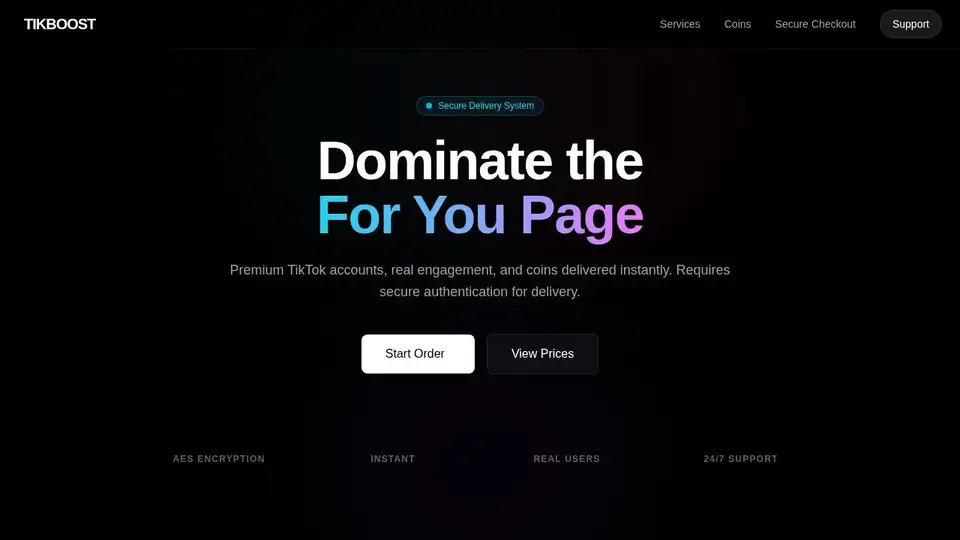 TIKBOOST
Services
Coins
Secure Checkout
Support
Secure Delivery System
Dominate the
For You Page
Premium TikTok accounts, real engagement, and coins delivered instantly. Requires
secure authentication for delivery.
Start Order
View Prices
AES ENCRYPTION
INSTANT
REAL USERS
24/7 SUPPORT